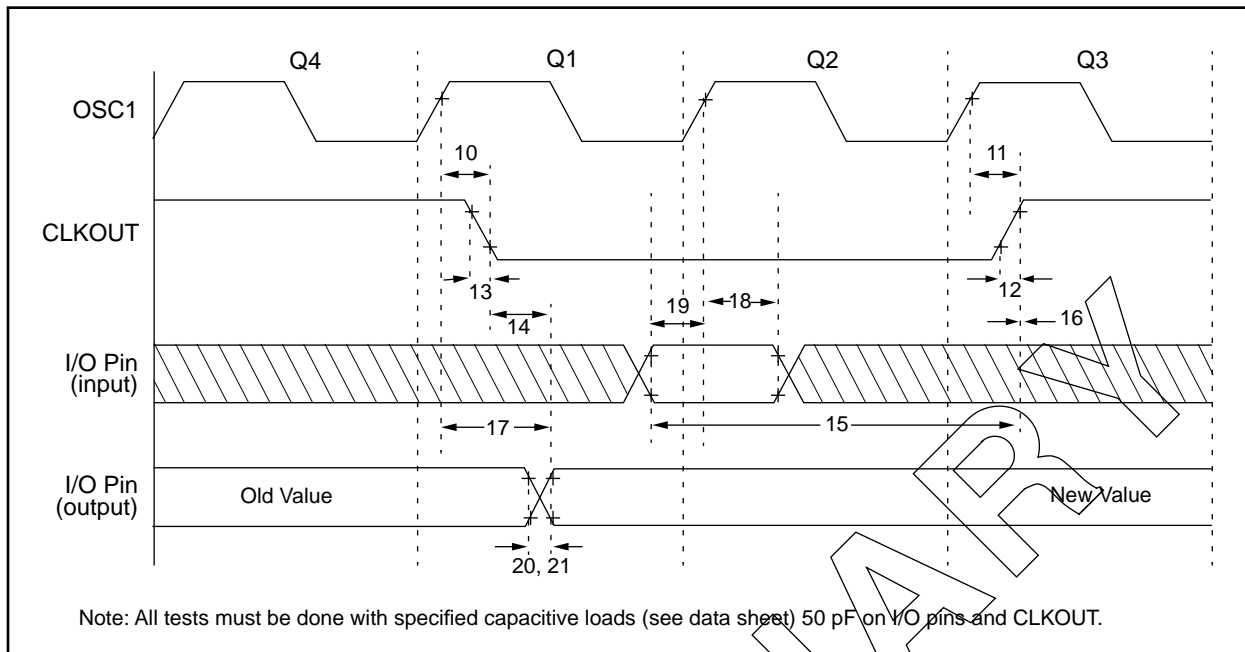 Q4 Q1 Q2 Q3
OSC1
10 11
CLKOUT
13 12
14 19 18 16
I/O Pin
(input)
17 15
I/O Pin
(output)
Old Value New Value
20, 21
Note: All tests must be done with specified capacitive loads (see data sheet) 50 pF on I/O pins and CLKOUT.
A R Y